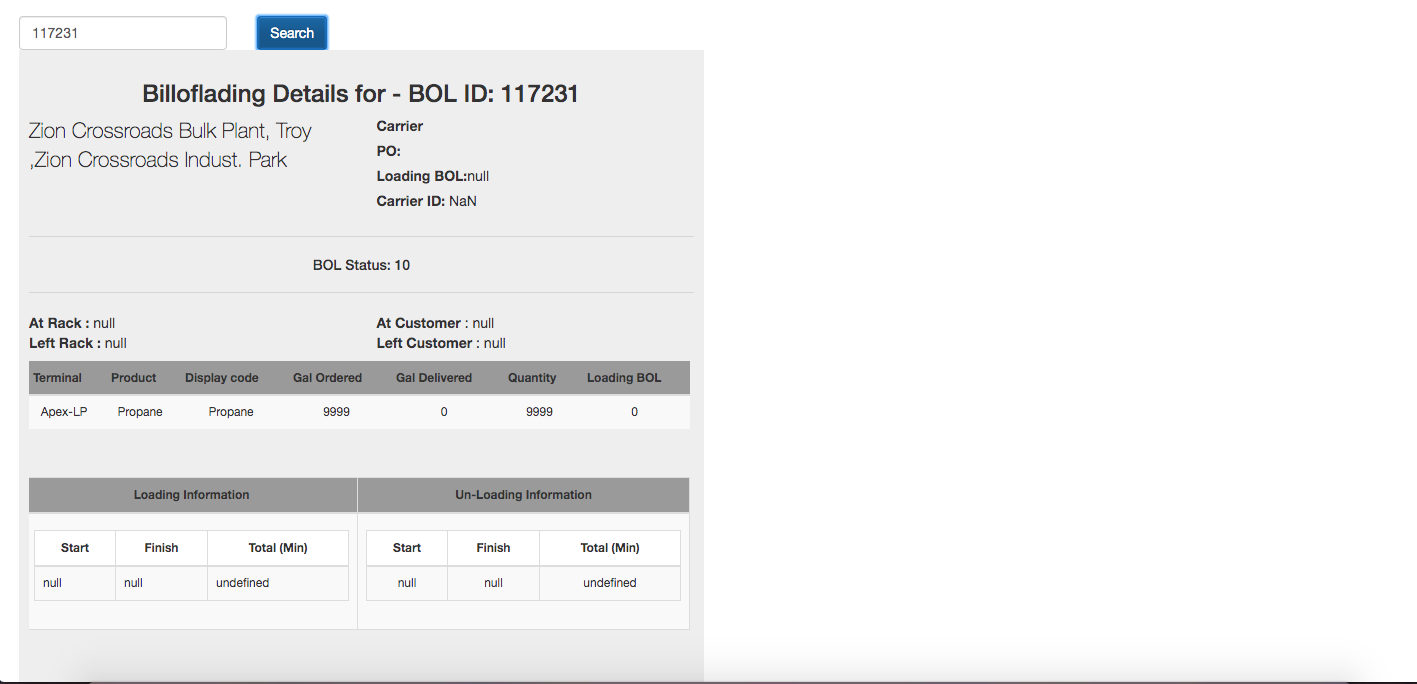 117231
Search
Billoflading Details for - BOL ID: 117231
Zion Crossroads Bulk Plant, Troy
,Zion Crossroads Indust. Park
Carrier
PO:
Loading BOL:null
Carrier ID: NaN
BOL Status: 10
At Rack : null
Left Rack : null
At Customer : null
Left Customer : null
Terminal Product Display code Gal Ordered Gal Delivered Quantity Loading BOL
Apex-LP Propane Propane 9999 0 9999 0
Loading Information Un-Loading Information
Start Finish Total (Min) Start Finish Total (Min)
null null undefined null null undefined